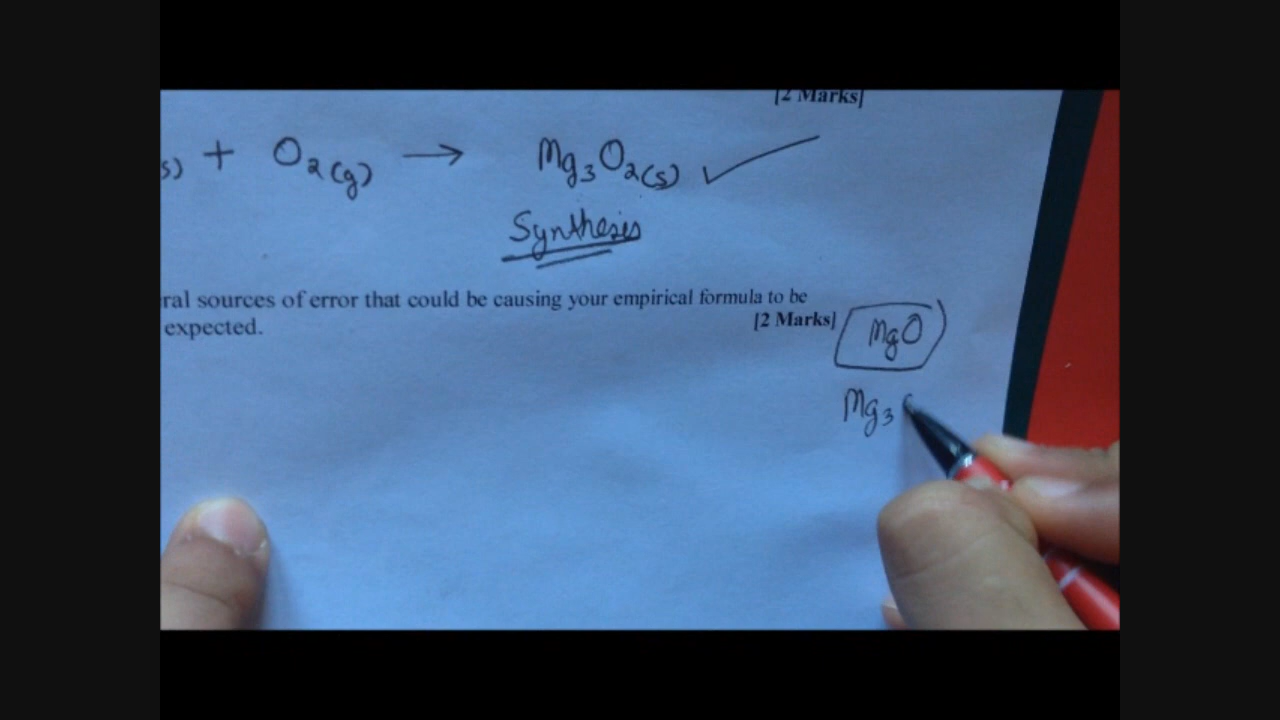 [2 Marks]
s) + O₂(g) → Mg₃O₂(s) ✓
Synthesis
ral sources of error that could be causing your empirical formula to be
expected. [2 Marks]
MgO
Mg₃